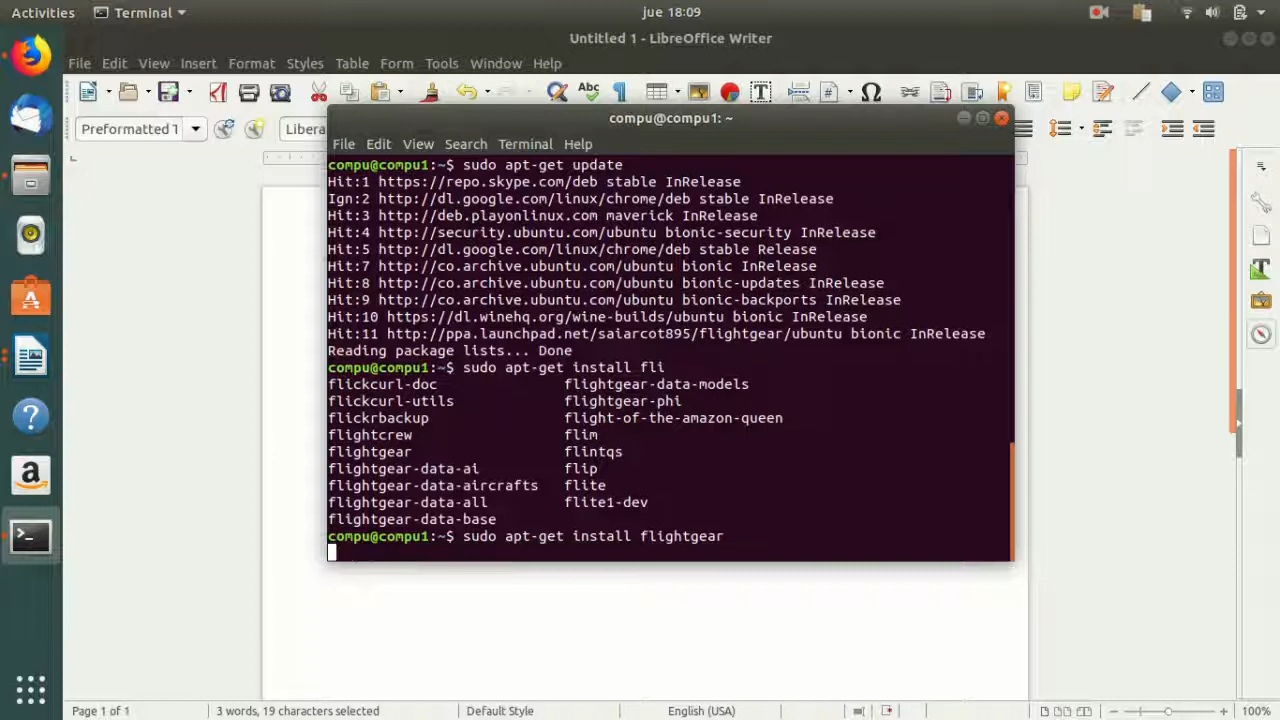 Activities Terminal jue 18:09
Untitled 1 - LibreOffice Writer
File Edit View Insert Format Styles Table Form Tools Window Help
Abc
Preformatted T Libera
compu@compu1: ~
File Edit View Search Terminal Help
compu@compu1:~$ sudo apt-get update
Hit:1 https://repo.skype.com/deb stable InRelease
Ign:2 http://dl.google.com/linux/chrome/deb stable InRelease
Hit:3 http://deb.playonlinux.com maverick InRelease
Hit:4 http://security.ubuntu.com/ubuntu bionic-security InRelease
Hit:5 http://dl.google.com/linux/chrome/deb stable Release
Hit:7 http://co.archive.ubuntu.com/ubuntu bionic InRelease
Hit:8 http://co.archive.ubuntu.com/ubuntu bionic-updates InRelease
Hit:9 http://co.archive.ubuntu.com/ubuntu bionic-backports InRelease
Hit:10 https://dl.winehq.org/wine-builds/ubuntu bionic InRelease
Hit:11 http://ppa.launchpad.net/saiarcot895/flightgear/ubuntu bionic InRelease
Reading package lists... Done
compu@compu1:~$ sudo apt-get install fli
flickcurl-doc flightgear-data-models
flickcurl-utils flightgear-phi
flickrbackup flight-of-the-amazon-queen
flightcrew flim
flightgear flintqs
flightgear-data-ai flip
flightgear-data-aircrafts flite
flightgear-data-all flite1-dev
flightgear-data-base
compu@compu1:~$ sudo apt-get install flightgear
Page 1 of 1 3 words, 19 characters selected Default Style English (USA) 100%